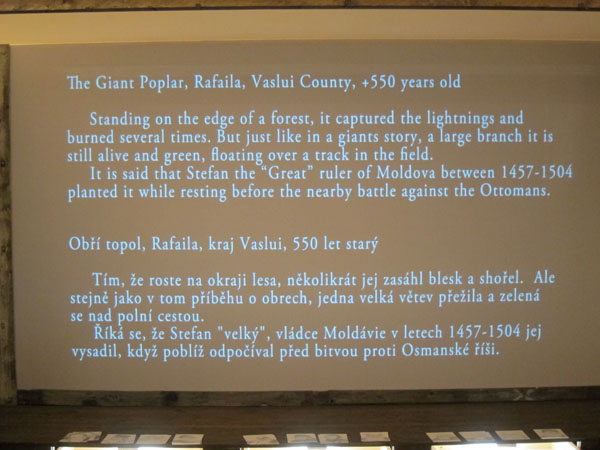 The Giant Poplar, Rafaila, Vaslui County, +550 years old
Standing on the edge of a forest, it captured the lightnings and
burned several times. But just like in a giants story, a large branch it is
still alive and green, floating over a track in the field.
It is said that Stefan the “Great” ruler of Moldova between 1457-1504
planted it while resting before the nearby battle against the Ottomans.
Obří topol, Rafaila, kraj Vaslui, 550 let starý
Tím, že roste na okraji lesa, několikrát jej zasáhl blesk a shořel. Ale
stejně jako v tom příběhu o obrech, jedna velká větev přežila a zelená
se nad polní cestou.
Říká se, že Stefan "velký", vládce Moldávie v letech 1457-1504 jej
vysadil, když poblíž odpočíval před bitvou proti Osmanské říši.